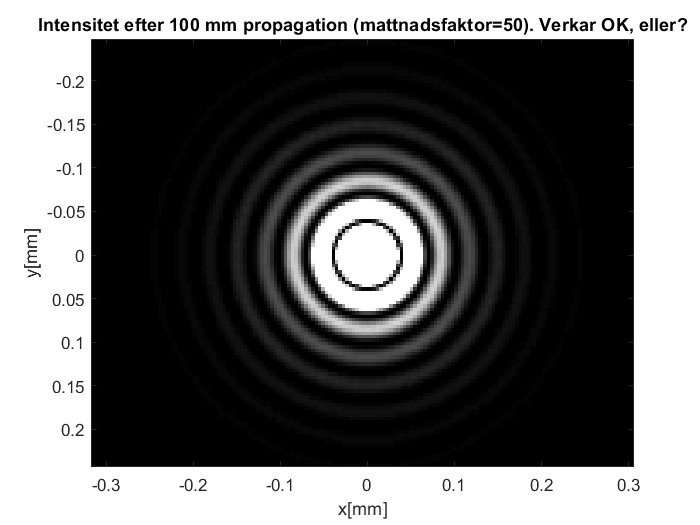 Intensitet efter 100 mm propagation (mattnadsfaktor=50). Verkar OK, eller?
-0.2
-0.15
-0.1
-0.05
0
0.05
0.1
0.15
0.2
y[mm]
-0.3 -0.2 -0.1 0 0.1 0.2 0.3
x[mm]